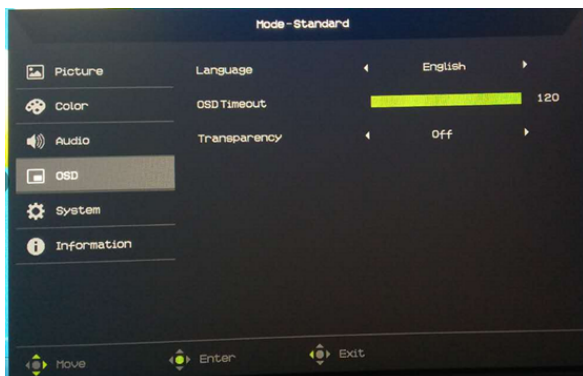 Mode-Standard
Picture
Color
Audio
OSD
System
Information
Language English
OSD Timeout 120
Transparency Off
Move Enter Exit